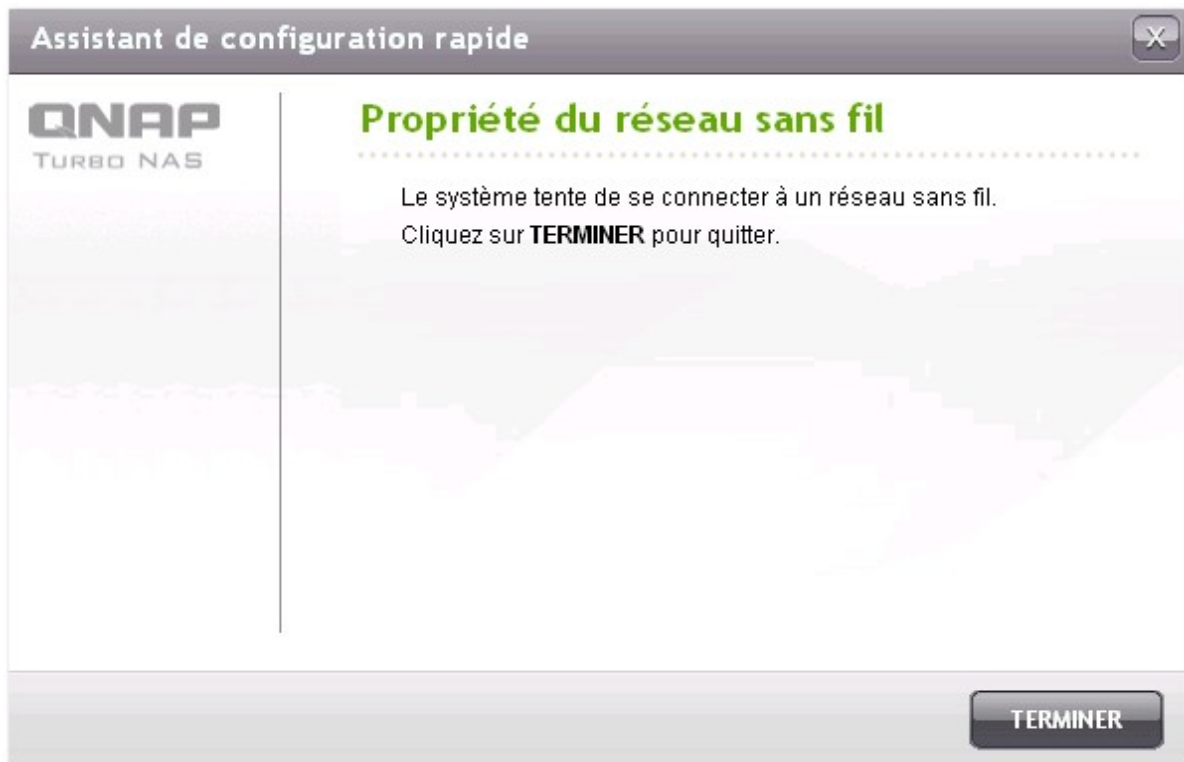 Assistant de configuration rapide
X
QNAP
TURBO NAS
Propriété du réseau sans fil
Le système tente de se connecter à un réseau sans fil.
Cliquez sur TERMINER pour quitter.
TERMINER